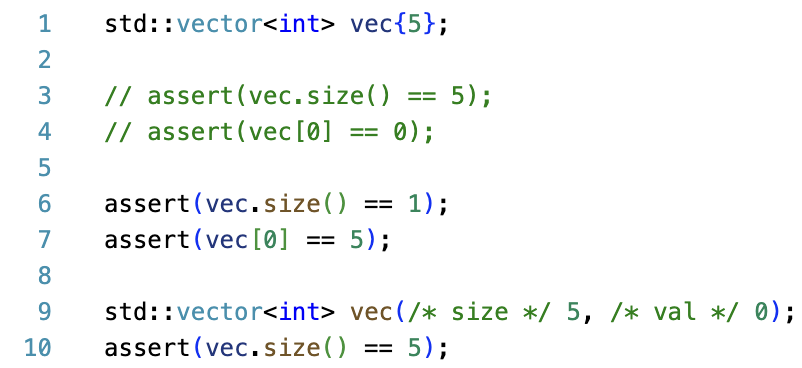 1 std::vector<int> vec{5};
2
3 // assert(vec.size() == 5);
4 // assert(vec[0] == 0);
5
6 assert(vec.size() == 1);
7 assert(vec[0] == 5);
8
9 std::vector<int> vec(/* size */ 5, /* val */ 0);
10 assert(vec.size() == 5);